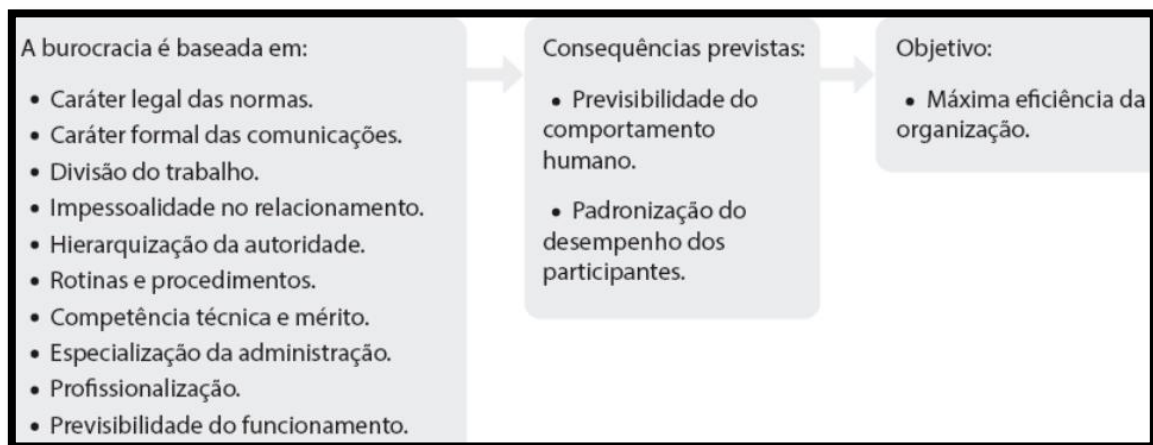 A burocracia é baseada em:
• Caráter legal das normas.
• Caráter formal das comunicações.
• Divisão do trabalho.
• Impessoalidade no relacionamento.
• Hierarquização da autoridade.
• Rotinas e procedimentos.
• Competência técnica e mérito.
• Especialização da administração.
• Profissionalização.
• Previsibilidade do funcionamento.
Consequências previstas:
• Previsibilidade do
comportamento
humano.
• Padronização do
desempenho dos
participantes.
Objetivo:
• Máxima eficiência da
organização.